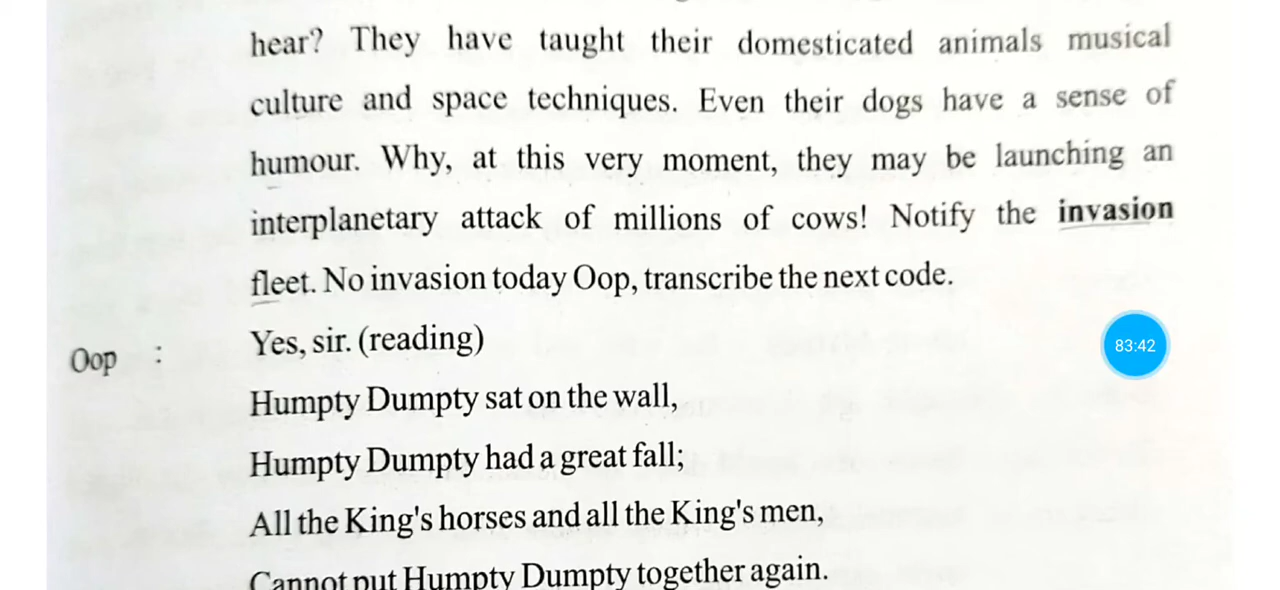 hear? They have taught their domesticated animals musical
culture and space techniques. Even their dogs have a sense of
humour. Why, at this very moment, they may be launching an
interplanetary attack of millions of cows! Notify the invasion
fleet. No invasion today Oop, transcribe the next code.
Oop : Yes, sir. (reading)
83:42
Humpty Dumpty sat on the wall,
Humpty Dumpty had a great fall;
All the King's horses and all the King's men,
Cannot put Humpty Dumpty together again.